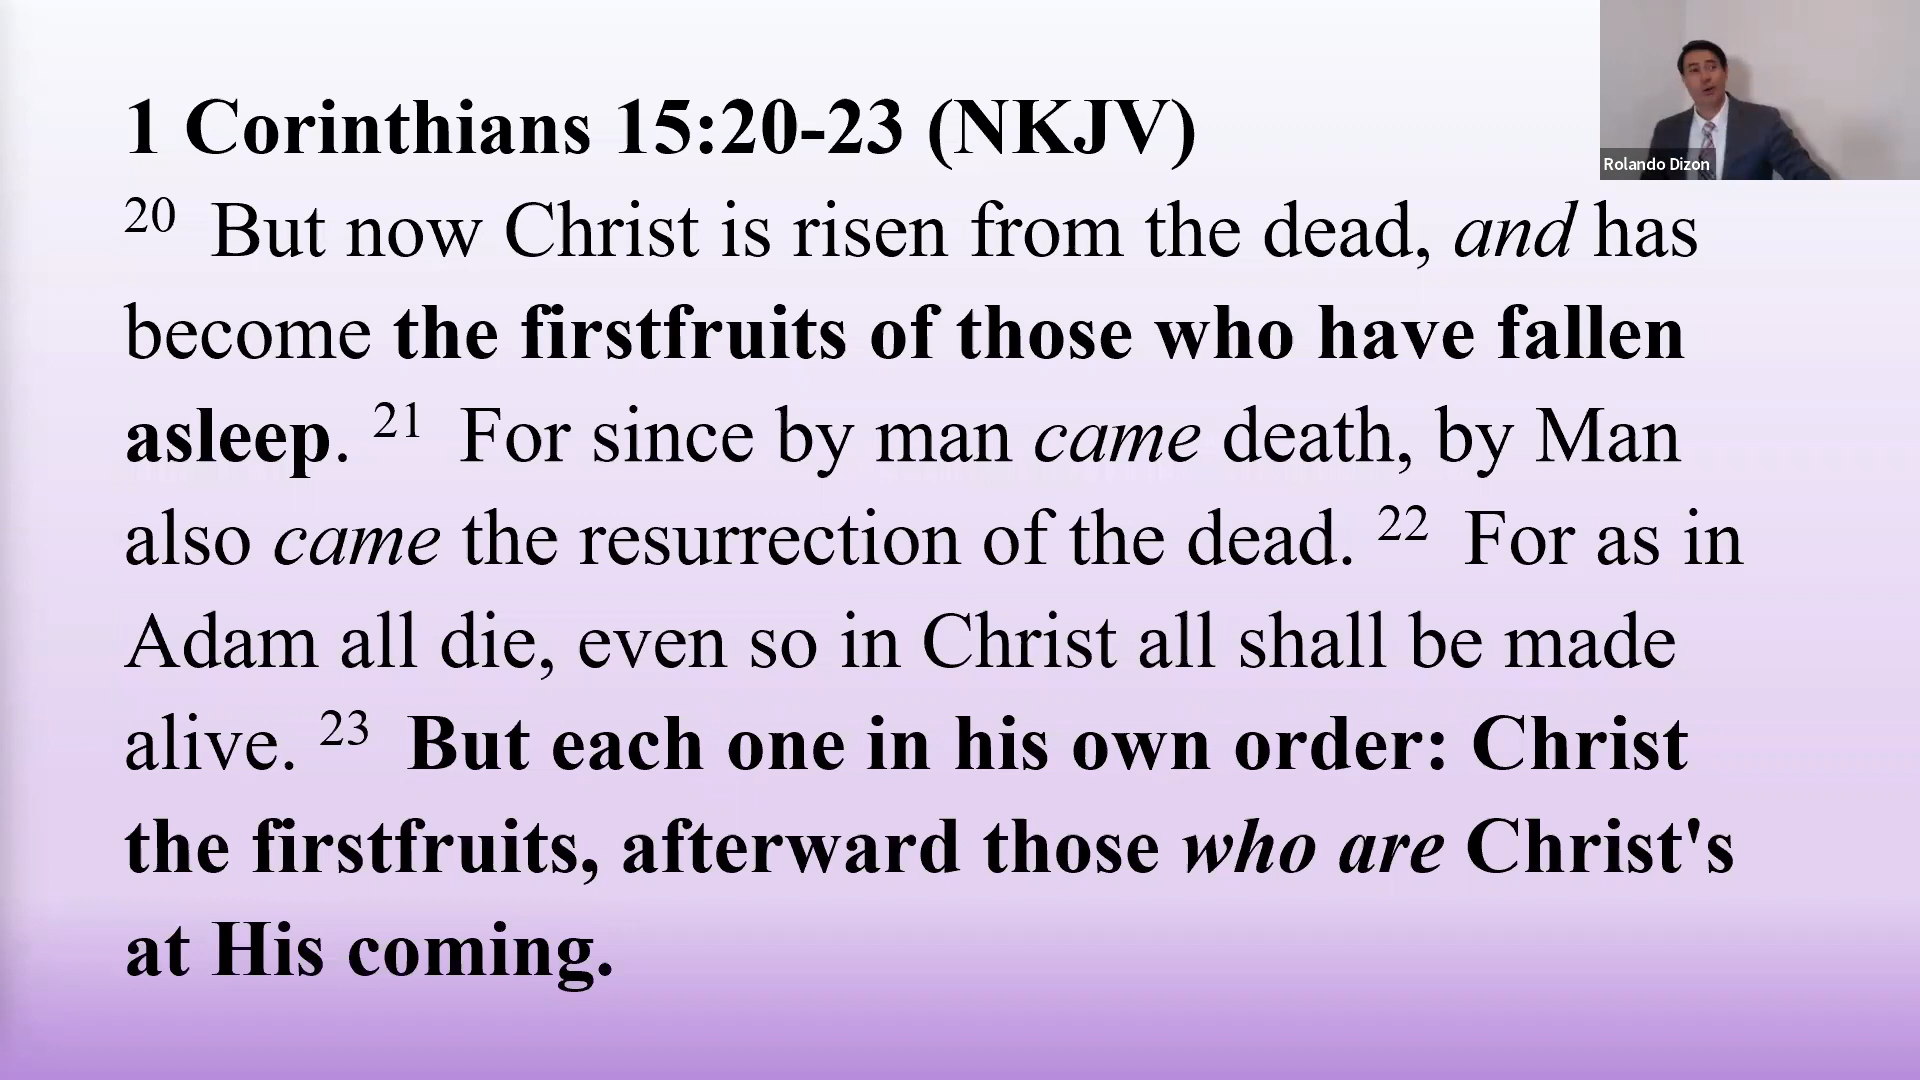 1 Corinthians 15:20-23 (NKJV)
20 But now Christ is risen from the dead, and has
become the firstfruits of those who have fallen
asleep. 21 For since by man came death, by Man
also came the resurrection of the dead. 22 For as in
Adam all die, even so in Christ all shall be made
alive. 23 But each one in his own order: Christ
the firstfruits, afterward those who are Christ's
at His coming.
Rolando Dizon